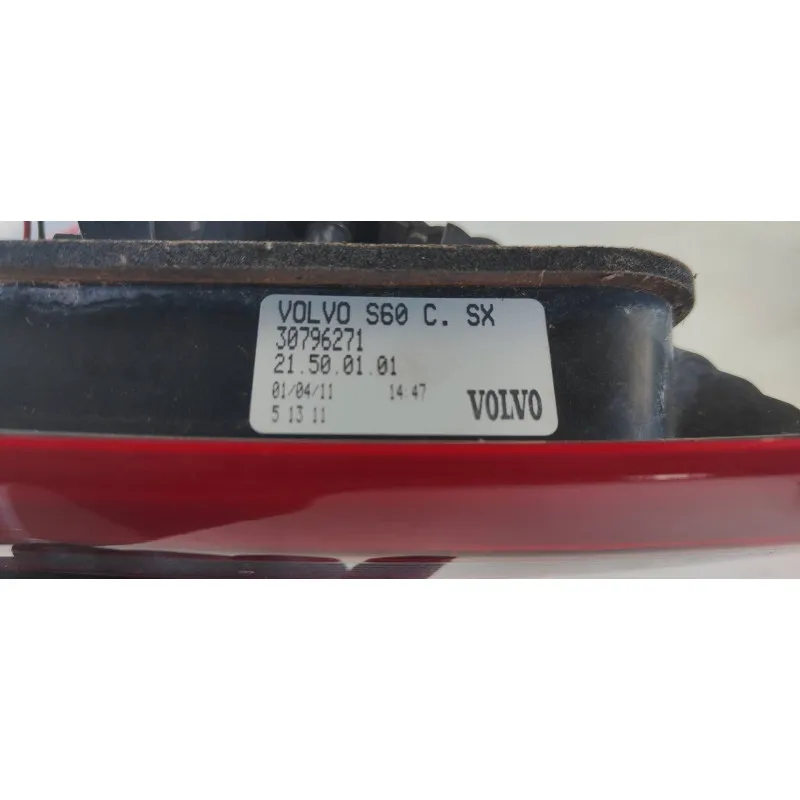 VOLVO S60 C. SX
30796271
21.50.01.01
01/04/11 14.47
5 13 11 VOLVO